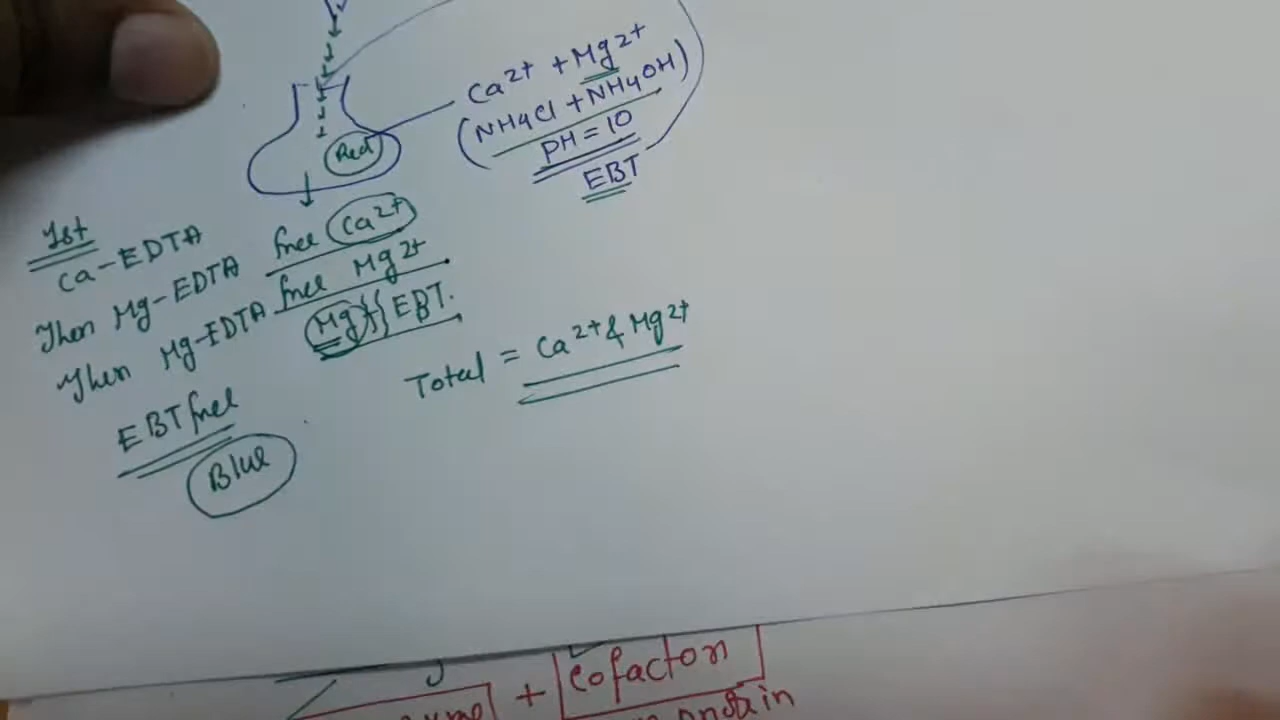 Ca2+ + Mg2+
(NH4Cl + NH4OH)
PH = 10
EBT
Red
1st
Ca-EDTA
free Ca2+
Then Mg-EDTA
free Mg2+
Then Mg-EDTA
Mg EBT.
EBT free
Blue
Total = Ca2+ & Mg2+
+ Cofactor